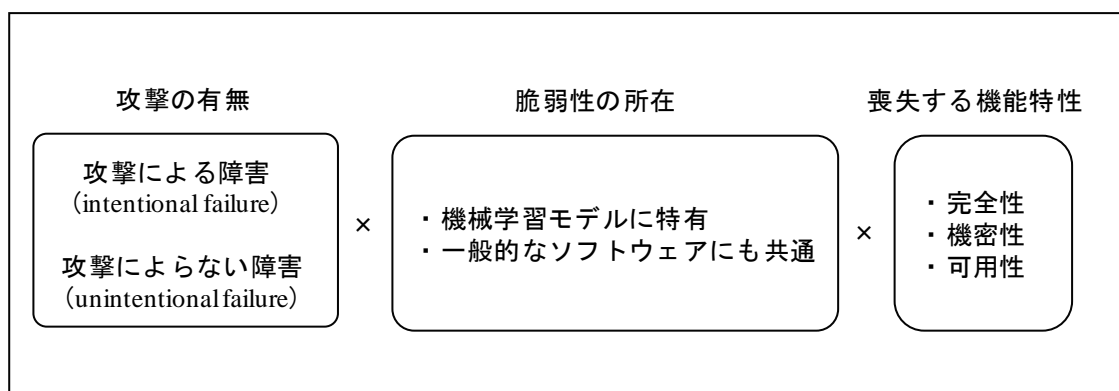 攻撃の有無
攻撃による障害
（intentional failure）
攻撃によらない障害
（unintentional failure）
×
脆弱性の所在
・機械学習モデルに特有
・一般的なソフトウェアにも共通
×
喪失する機能特性
・完全性
・機密性
・可用性